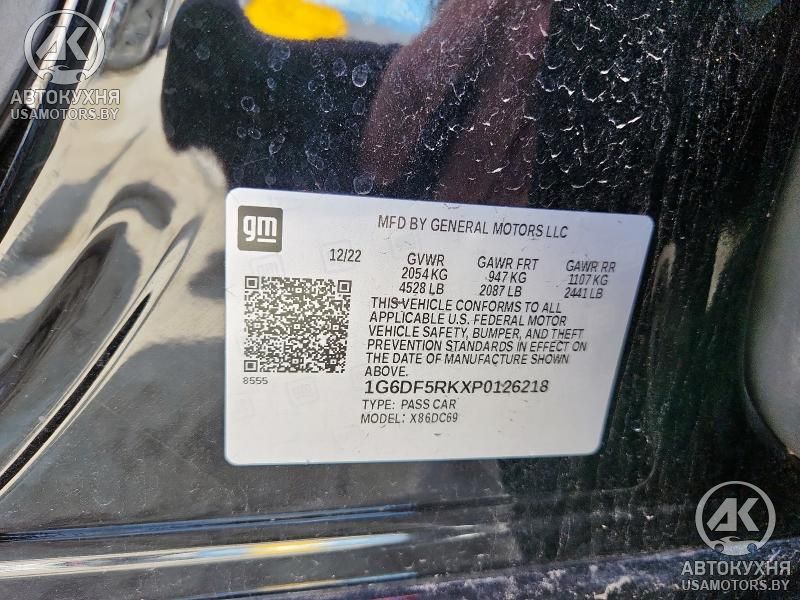 AK
АВТОКУХНЯ
USAMOTORS.BY
gm
MFD BY GENERAL MOTORS LLC
12/22 GVWR GAWR FRT GAWR RR
2054 KG 947 KG 1107 KG
4528 LB 2087 LB 2441 LB
THIS VEHICLE CONFORMS TO ALL
APPLICABLE U.S. FEDERAL MOTOR
VEHICLE SAFETY, BUMPER, AND THEFT
PREVENTION STANDARDS IN EFFECT ON
THE DATE OF MANUFACTURE SHOWN
ABOVE.
8555
1G6DF5RKXP0126218
TYPE: PASS CAR
MODEL: X86DC69
AK
АВТОКУХНЯ
USAMOTORS.BY